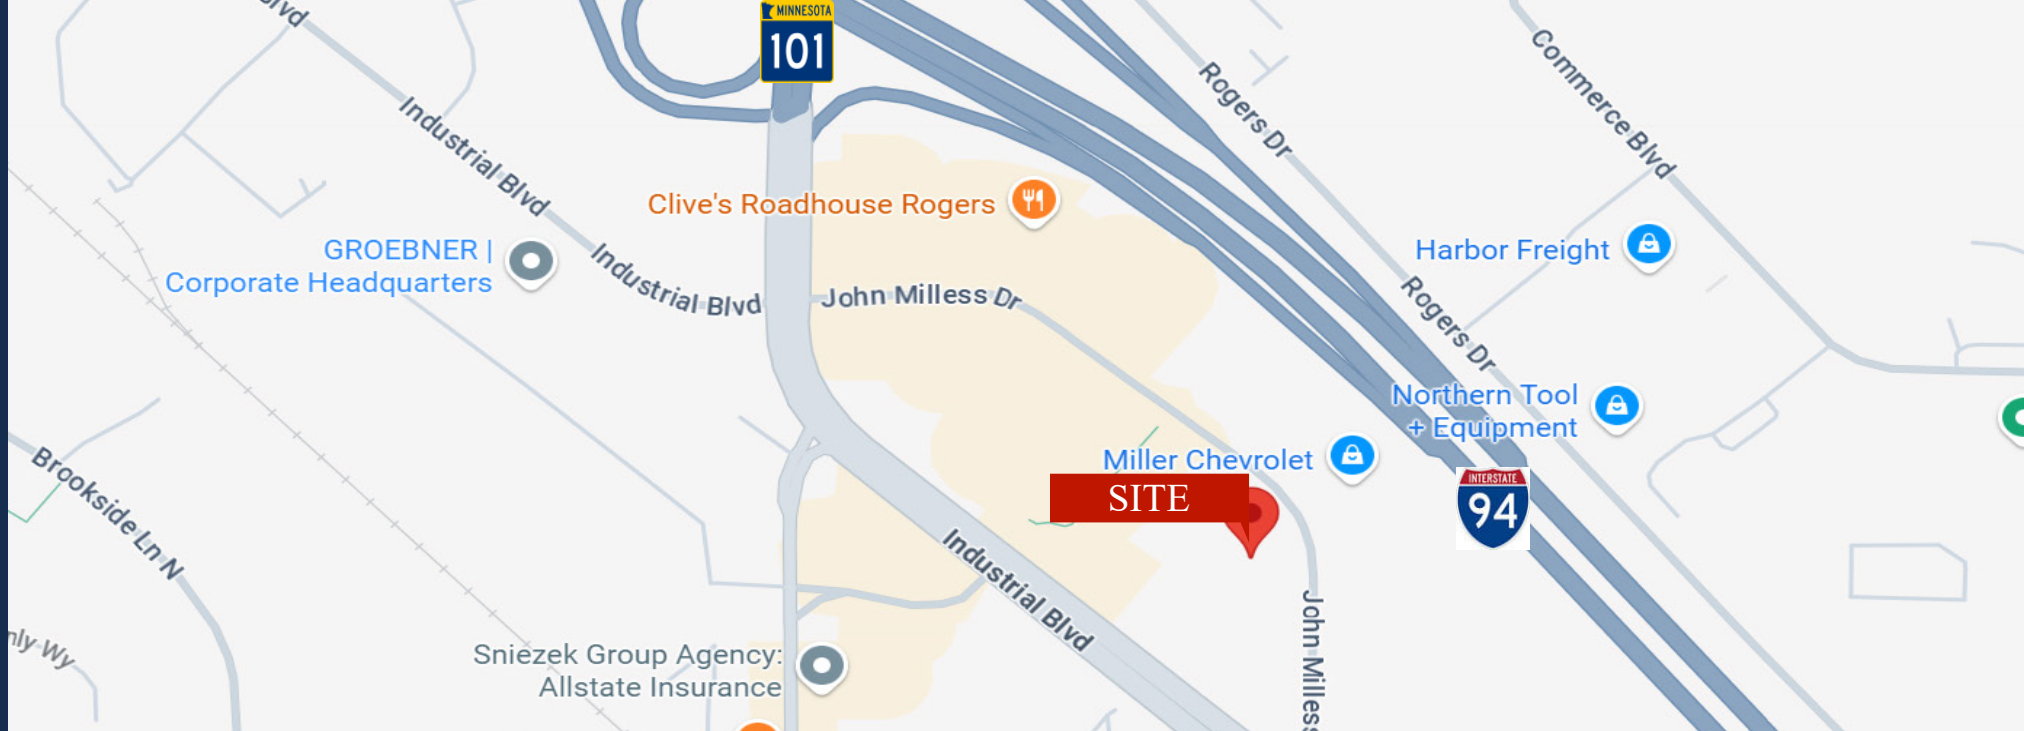 MINNESOTA
101
Industrial Blvd
Rogers Dr
Commerce Blvd
Clive's Roadhouse Rogers
GROEBNER |
Corporate Headquarters
Harbor Freight
Industrial Blvd
John Milless Dr
Rogers Dr
Northern Tool
+ Equipment
Miller Chevrolet
SITE
INTERSTATE
94
Brookside Ln N
Industrial Blvd
John Milless
Sniezek Group Agency:
Allstate Insurance